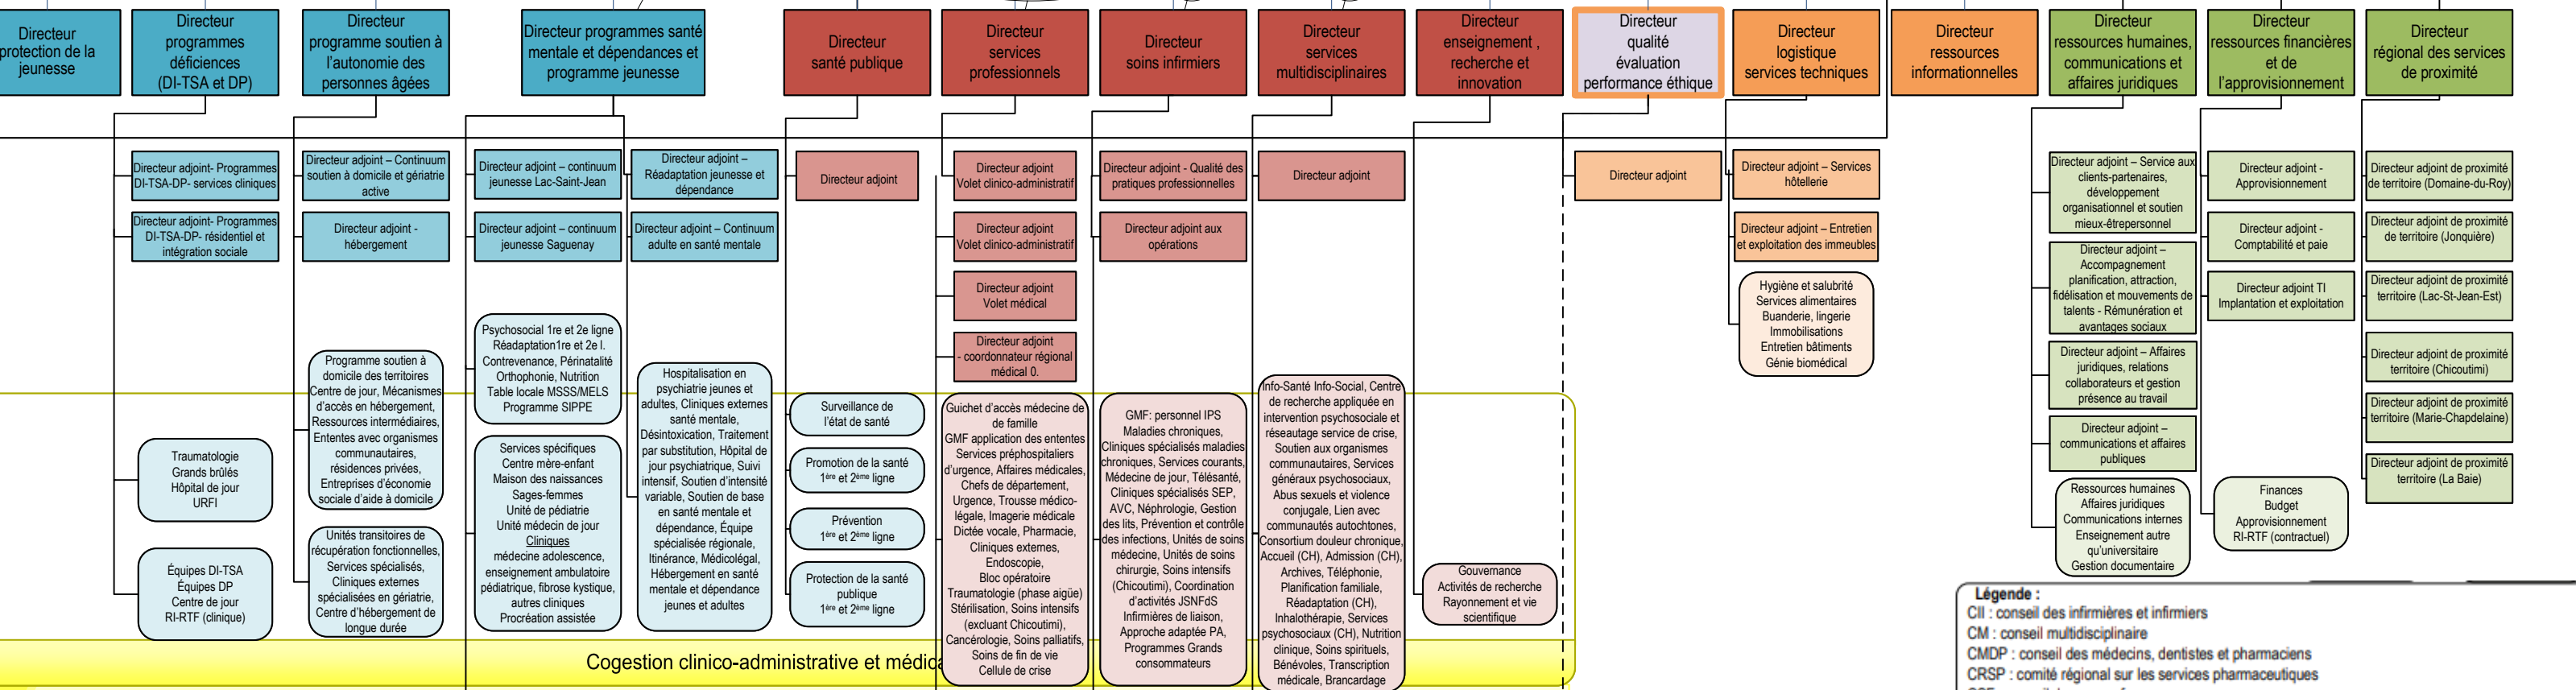 Directeur
protection de la
jeunesse
Directeur
programmes
déficiences
(DI-TSA et DP)
Directeur
programme soutien à
l'autonomie des
personnes âgées
Directeur programmes santé
mentale et dépendances et
programme jeunesse
Directeur
santé publique
Directeur
services
professionnels
Directeur
soins infirmiers
Directeur
services
multidisciplinaires
Directeur
enseignement ,
recherche et
innovation
Directeur
qualité
évaluation
performance éthique
Directeur
logistique
services techniques
Directeur
ressources
informationnelles
Directeur
ressources humaines,
communications et
affaires juridiques
Directeur
ressources financières
et de
l'approvisionnement
Directeur
régional des services
de proximité
Directeur adjoint- Programmes
DI-TSA-DP- services cliniques
Directeur adjoint- Programmes
DI-TSA-DP- résidentiel et
intégration sociale
Traumatologie
Grands brûlés
Hôpital de jour
URFI
Équipes DI-TSA
Équipes DP
Centre de jour
RI-RTF (clinique)
Directeur adjoint – Continuum
soutien à domicile et gériatrie
active
Directeur adjoint -
hébergement
Programme soutien à
domicile des territoires
Centre de jour, Mécanismes
d'accès en hébergement,
Ressources intermédiaires,
Ententes avec organismes
communautaires,
résidences privées,
Entreprises d'économie
sociale d'aide à domicile
Unités transitoires de
récupération fonctionnelles,
Services spécialisés,
Cliniques externes
spécialisées en gériatrie,
Centre d'hébergement de
longue durée
Directeur adjoint – continuum
jeunesse Lac-Saint-Jean
Directeur adjoint – continuum
jeunesse Saguenay
Psychosocial 1re et 2e ligne
Réadaptation1re et 2e l.
Contrevenance, Périnatalité
Orthophonie, Nutrition
Table locale MSSS/MELS
Programme SIPPE
Services spécifiques
Centre mère-enfant
Maison des naissances
Sages-femmes
Unité de pédiatrie
Unité médecin de jour
Cliniques
médecine adolescence,
enseignement ambulatoire
pédiatrique, fibrose kystique,
autres cliniques
Procréation assistée
Directeur adjoint –
Réadaptation jeunesse et
dépendance
Directeur adjoint – Continuum
adulte en santé mentale
Hospitalisation en
psychiatrie jeunes et
adultes, Cliniques externes
santé mentale,
Désintoxication, Traitement
par substitution, Hôpital de
jour psychiatrique, Suivi
intensif, Soutien d'intensité
variable, Soutien de base
en santé mentale et
dépendance, Équipe
spécialisée régionale,
Itinérance, Médicolégal,
Hébergement en santé
mentale et dépendance
jeunes et adultes
Directeur adjoint
Surveillance de
l'état de santé
Promotion de la santé
1ère et 2ème ligne
Prévention
1ère et 2ème ligne
Protection de la santé
publique
1ère et 2ème ligne
Directeur adjoint
Volet clinico-administratif
Directeur adjoint
Volet clinico-administratif
Directeur adjoint
Volet médical
Directeur adjoint
- coordonnateur régional
médical 0.
Guichet d'accès médecine de
famille
GMF application des ententes
Services préhospitaliers
d'urgence, Affaires médicales,
Chefs de département,
Urgence, Trousse médico-
légale, Imagerie médicale
Dictée vocale, Pharmacie,
Cliniques externes,
Endoscopie,
Bloc opératoire
Traumatologie (phase aigüe)
Stérilisation, Soins intensifs
(excluant Chicoutimi),
Cancérologie, Soins palliatifs,
Soins de fin de vie
Cellule de crise
Directeur adjoint - Qualité des
pratiques professionnelles
Directeur adjoint aux
opérations
GMF: personnel IPS
Maladies chroniques,
Cliniques spécialisés maladies
chroniques, Services courants,
Médecine de jour, Télésanté,
Cliniques spécialisés SEP,
AVC, Néphrologie, Gestion
des lits, Prévention et contrôle
des infections, Unités de soins
médecine, Unités de soins
chirurgie, Soins intensifs
(Chicoutimi), Coordination
d'activités JSNFdS
Infirmières de liaison,
Approche adaptée PA,
Programmes Grands
consommateurs
Directeur adjoint
Info-Santé Info-Social, Centre
de recherche appliquée en
intervention psychosociale et
réseautage service de crise,
Soutien aux organismes
communautaires, Services
généraux psychosociaux,
Abus sexuels et violence
conjugale, Lien avec
communautés autochtones,
Consortium douleur chronique,
Accueil (CH), Admission (CH),
Archives, Téléphonie,
Planification familiale,
Réadaptation (CH),
Inhalothérapie, Services
psychosociaux (CH), Nutrition
clinique, Soins spirituels,
Bénévoles, Transcription
médicale, Brancardage
Gouvernance
Activités de recherche
Rayonnement et vie
scientifique
Directeur adjoint
Directeur adjoint – Services
hôtellerie
Directeur adjoint – Entretien
et exploitation des immeubles
Hygiène et salubrité
Services alimentaires
Buanderie, lingerie
Immobilisations
Entretien bâtiments
Génie biomédical
Directeur adjoint – Service aux
clients-partenaires,
développement
organisationnel et soutien
mieux-êtrepersonnel
Directeur adjoint –
Accompagnement
planification, attraction,
fidélisation et mouvements de
talents - Rémunération et
avantages sociaux
Directeur adjoint – Affaires
juridiques, relations
collaborateurs et gestion
présence au travail
Directeur adjoint –
communications et affaires
publiques
Ressources humaines
Affaires juridiques
Communications internes
Enseignement autre
qu'universitaire
Gestion documentaire
Directeur adjoint -
Approvisionnement
Directeur adjoint -
Comptabilité et paie
Directeur adjoint TI
Implantation et exploitation
Finances
Budget
Approvisionnement
RI-RTF (contractuel)
Directeur adjoint de proximité
de territoire (Domaine-du-Roy)
Directeur adjoint de proximité
de territoire (Jonquière)
Directeur adjoint de proximité
territoire (Lac-St-Jean-Est)
Directeur adjoint de proximité
territoire (Chicoutimi)
Directeur adjoint de proximité
territoire (Marie-Chapdelaine)
Directeur adjoint de proximité
territoire (La Baie)
Cogestion clinico-administrative et médica
Légende :
CII : conseil des infirmières et infirmiers
CM : conseil multidisciplinaire
CMDP : conseil des médecins, dentistes et pharmaciens
CRSP : comité régional sur les services pharmaceutiques